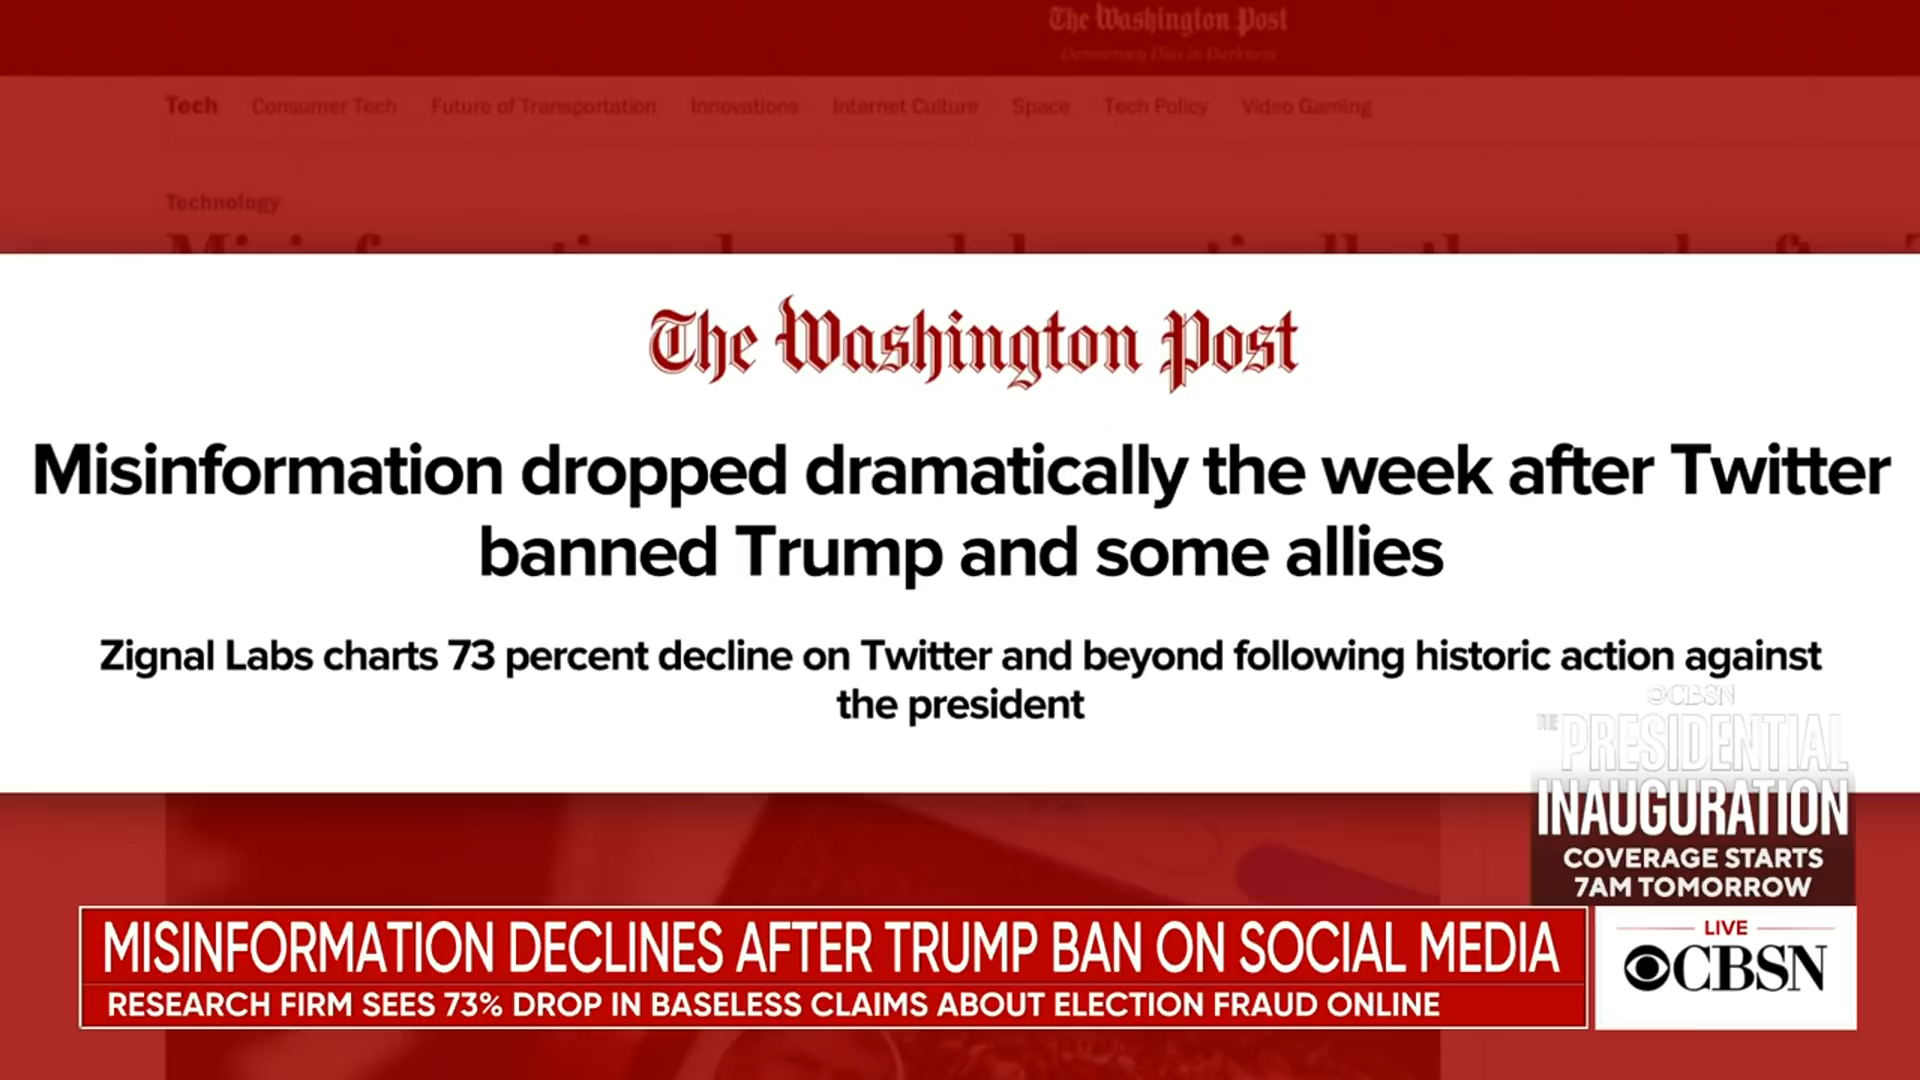 The Washington Post
Democracy Dies in Darkness
Tech Consumer Tech Future of Transportation Innovations Internet Culture Space Tech Policy Video Gaming
Technology
The Washington Post
Misinformation dropped dramatically the week after Twitter
banned Trump and some allies
Zignal Labs charts 73 percent decline on Twitter and beyond following historic action against
the president
CBSN
THE PRESIDENTIAL
INAUGURATION
COVERAGE STARTS
7AM TOMORROW
MISINFORMATION DECLINES AFTER TRUMP BAN ON SOCIAL MEDIA
RESEARCH FIRM SEES 73% DROP IN BASELESS CLAIMS ABOUT ELECTION FRAUD ONLINE
LIVE
CBSN